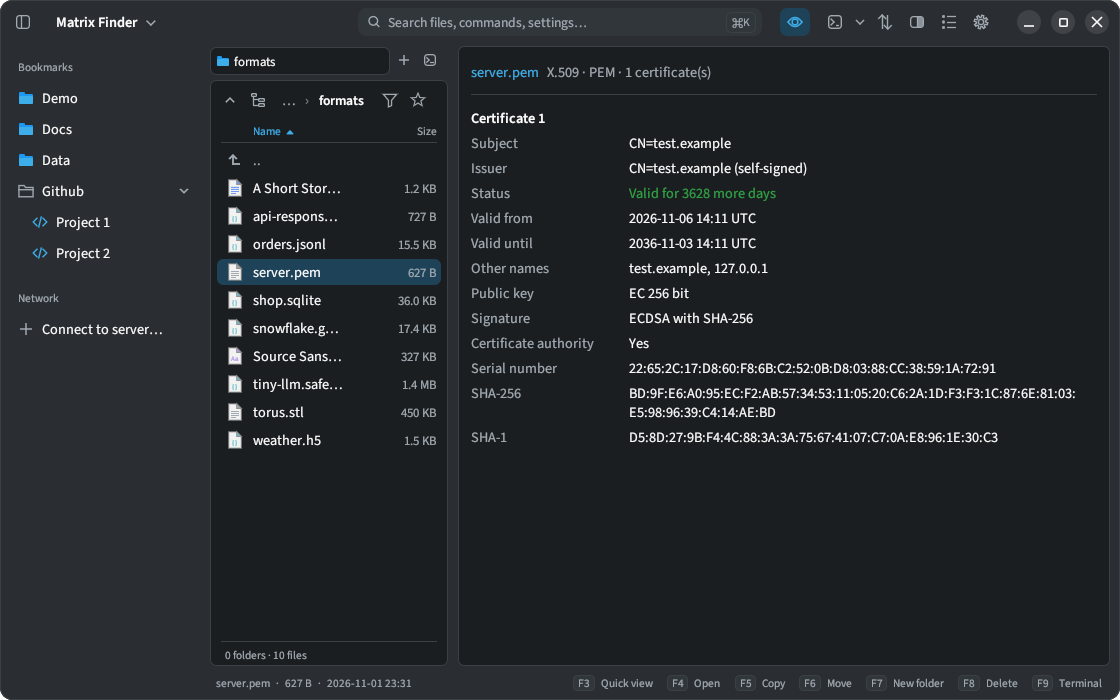 Matrix Finder
Search files, commands, settings…
⌘K
Bookmarks
Demo
Docs
Data
Github
Project 1
Project 2
Network
Connect to server…
formats
… › formats
Name Size
..
A Short Stor… 1.2 KB
api-respons… 727 B
orders.jsonl 15.5 KB
server.pem 627 B
shop.sqlite 36.0 KB
snowflake.g… 17.4 KB
Source Sans… 327 KB
tiny-llm.safe… 1.4 MB
torus.stl 450 KB
weather.h5 1.5 KB
0 folders · 10 files
server.pem X.509 · PEM · 1 certificate(s)
Certificate 1
Subject CN=test.example
Issuer CN=test.example (self-signed)
Status Valid for 3628 more days
Valid from 2026-11-06 14:11 UTC
Valid until 2036-11-03 14:11 UTC
Other names test.example, 127.0.0.1
Public key EC 256 bit
Signature ECDSA with SHA-256
Certificate authority Yes
Serial number 22:65:2C:17:D8:60:F8:6B:C2:52:0B:D8:03:88:CC:38:59:1A:72:91
SHA-256 BD:9F:E6:A0:95:EC:F2:AB:57:34:53:11:05:20:C6:2A:1D:F3:F3:1C:87:6E:81:03:
E5:98:96:39:C4:14:AE:BD
SHA-1 D5:8D:27:9B:F4:4C:88:3A:3A:75:67:41:07:C7:0A:E8:96:1E:30:C3
server.pem · 627 B · 2026-11-01 23:31
F3 Quick view F4 Open F5 Copy F6 Move F7 New folder F8 Delete F9 Terminal